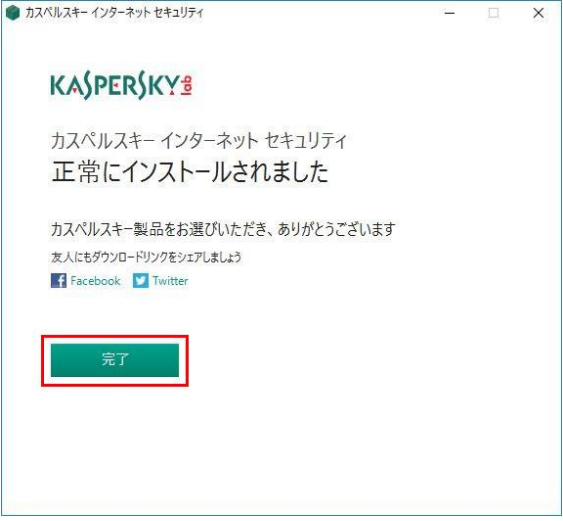 カスペルスキー インターネット セキュリティ
KASPERSKY lab
カスペルスキー インターネット セキュリティ
正常にインストールされました
カスペルスキー製品をお選びいただき、ありがとうございます
友人にもダウンロードリンクをシェアしましょう
Facebook Twitter
完了